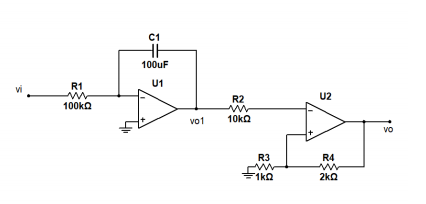 C1
100uF
vi
R1
100kΩ
U1
−
+
vo1
R2
10kΩ
U2
−
+
vo
R3
1kΩ
R4
2kΩ